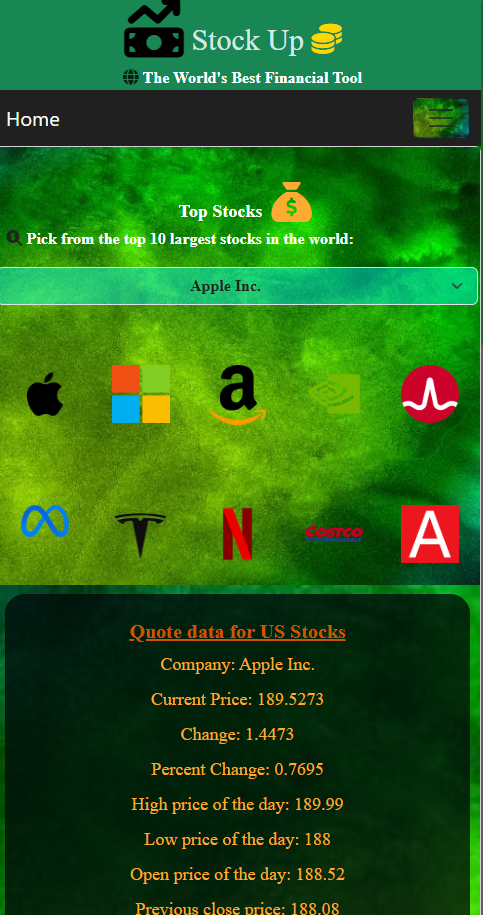 Stock Up
The World's Best Financial Tool
Home
Top Stocks
Pick from the top 10 largest stocks in the world:
Apple Inc.
a
COSTCO
Quote data for US Stocks
Company: Apple Inc.
Current Price: 189.5273
Change: 1.4473
Percent Change: 0.7695
High price of the day: 189.99
Low price of the day: 188
Open price of the day: 188.52
Previous close price: 188.08